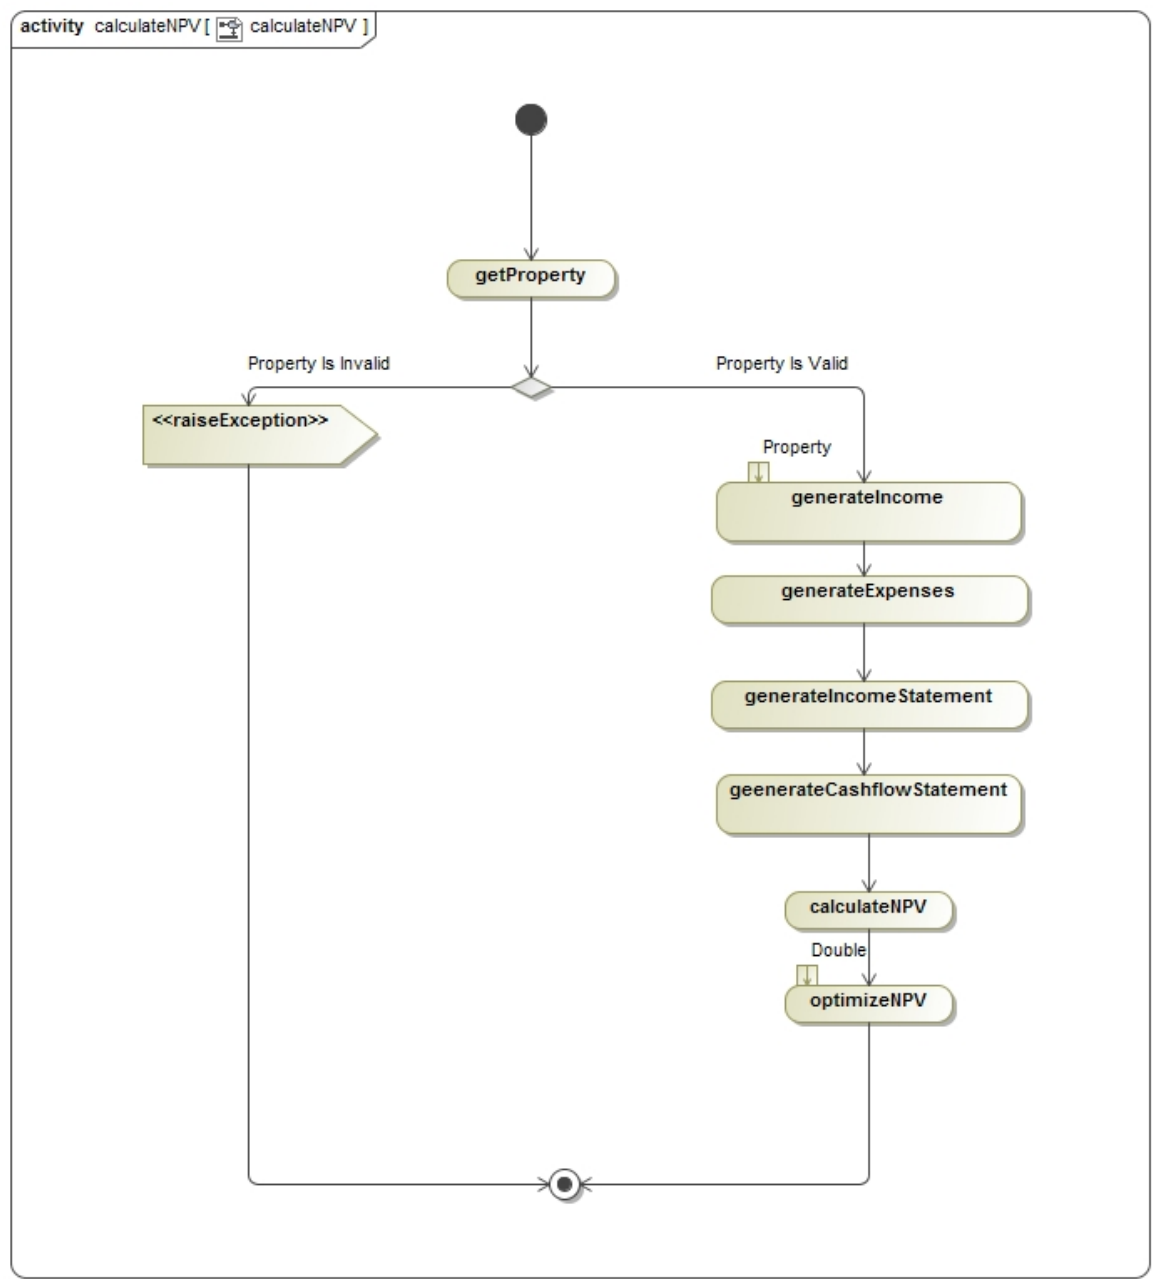 activity calculateNPV [ calculateNPV ]
getProperty
Property Is Invalid
Property Is Valid
<<raiseException>>
Property
generateIncome
generateExpenses
generateIncomeStatement
geenerateCashflowStatement
calculateNPV
Double
optimizeNPV